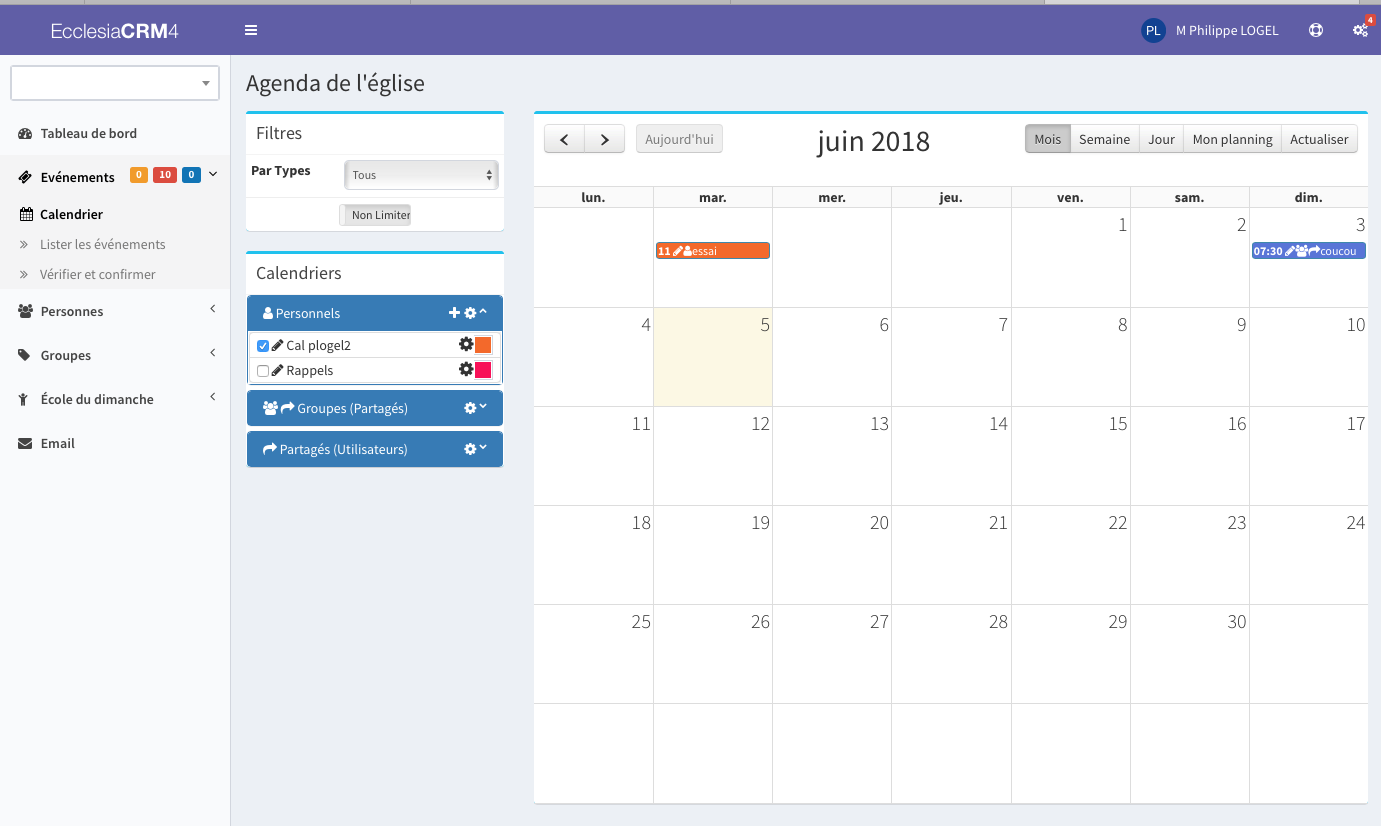 EcclesiaCRM4
PL M Philippe LOGEL 4
Tableau de bord
Evénements 0 10 0
Calendrier
Lister les événements
Vérifier et confirmer
Personnes
Groupes
École du dimanche
Email
Agenda de l'église
Filtres
Par Types Tous
Non Limiter
Calendriers
Personnels
Cal plogel2
Rappels
Groupes (Partagés)
Partagés (Utilisateurs)
Aujourd'hui juin 2018 Mois Semaine Jour Mon planning Actualiser
lun. mar. mer. jeu. ven. sam. dim.
1 2 3
11 essai 07:30 coucou
4 5 6 7 8 9 10
11 12 13 14 15 16 17
18 19 20 21 22 23 24
25 26 27 28 29 30